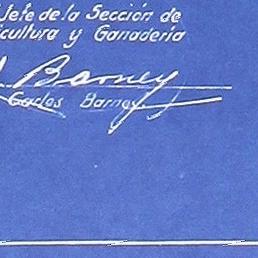 Jefe de la Sección de
icultura y Ganadería
Barney
Carlos Barney